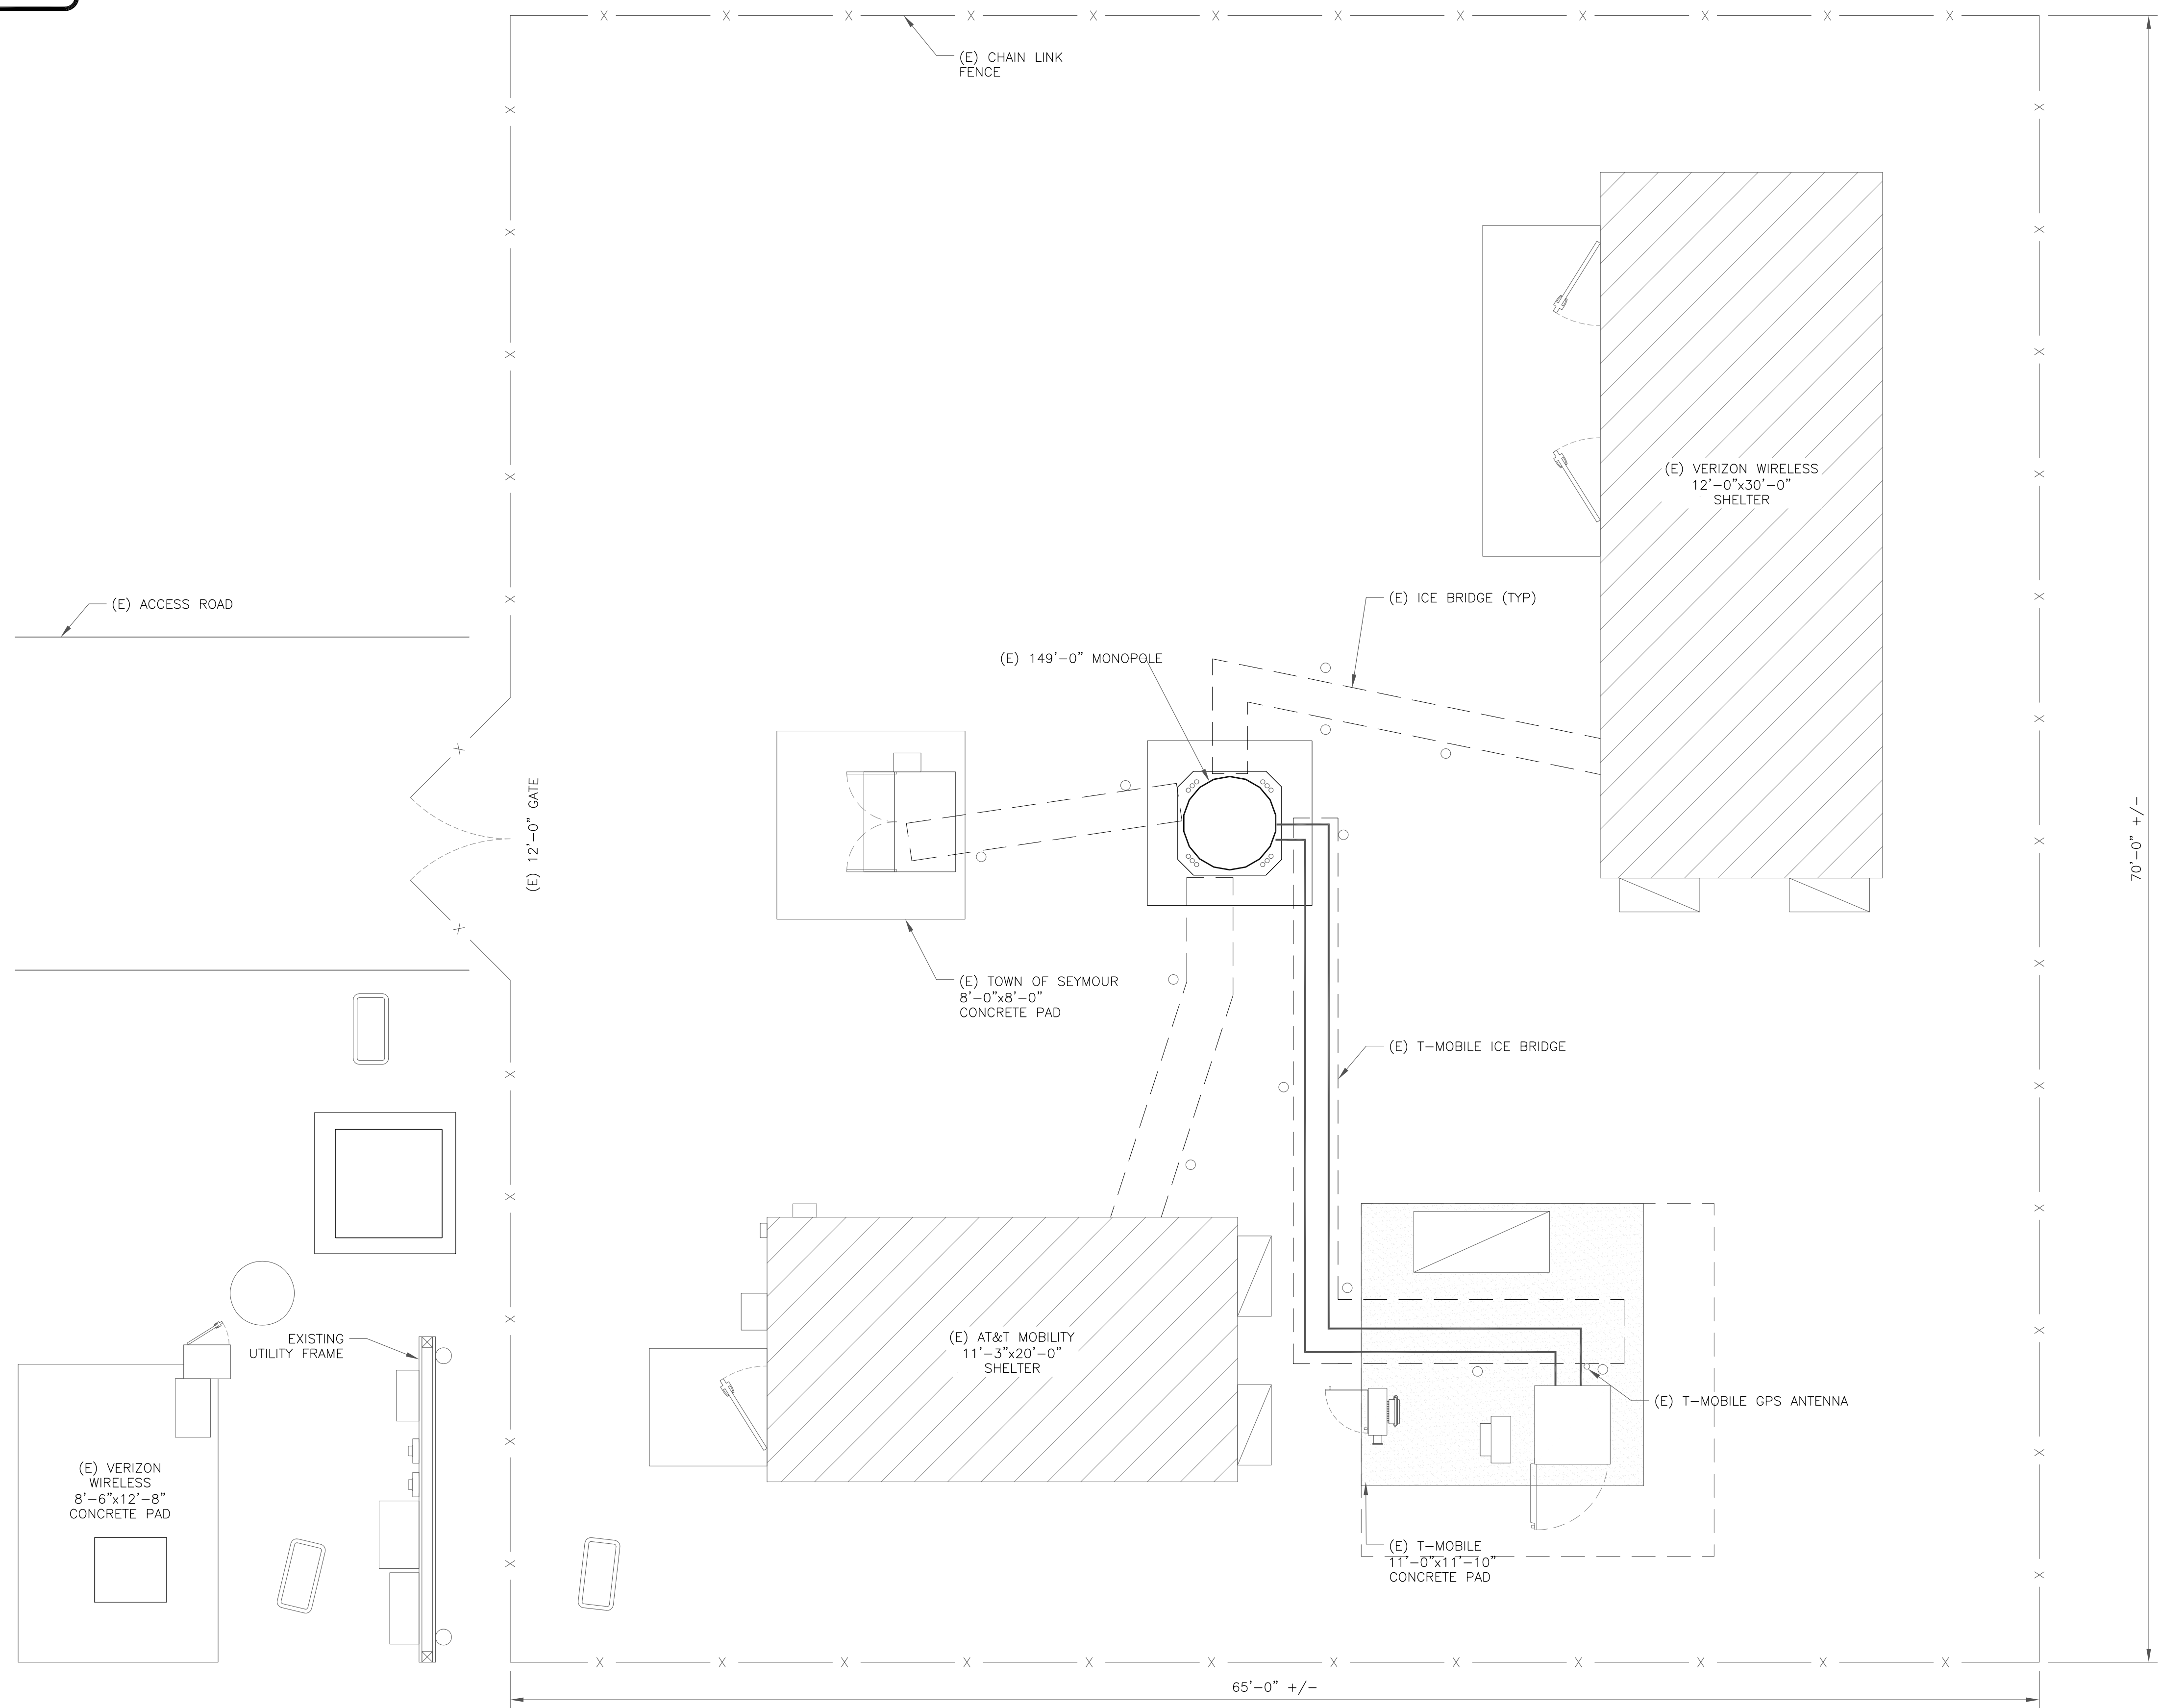 (E) CHAIN LINK
FENCE
(E) VERIZON WIRELESS
12'-0"x30'-0"
SHELTER
(E) ACCESS ROAD
(E) ICE BRIDGE (TYP)
(E) 149'-0" MONOPOLE
(E) 12'-0" GATE
70'-0" +/-
(E) TOWN OF SEYMOUR
8'-0"x8'-0"
CONCRETE PAD
(E) T-MOBILE ICE BRIDGE
EXISTING
UTILITY FRAME
(E) AT&T MOBILITY
11'-3"x20'-0"
SHELTER
(E) T-MOBILE GPS ANTENNA
(E) VERIZON
WIRELESS
8'-6"x12'-8"
CONCRETE PAD
(E) T-MOBILE
11'-0"x11'-10"
CONCRETE PAD
65'-0" +/-